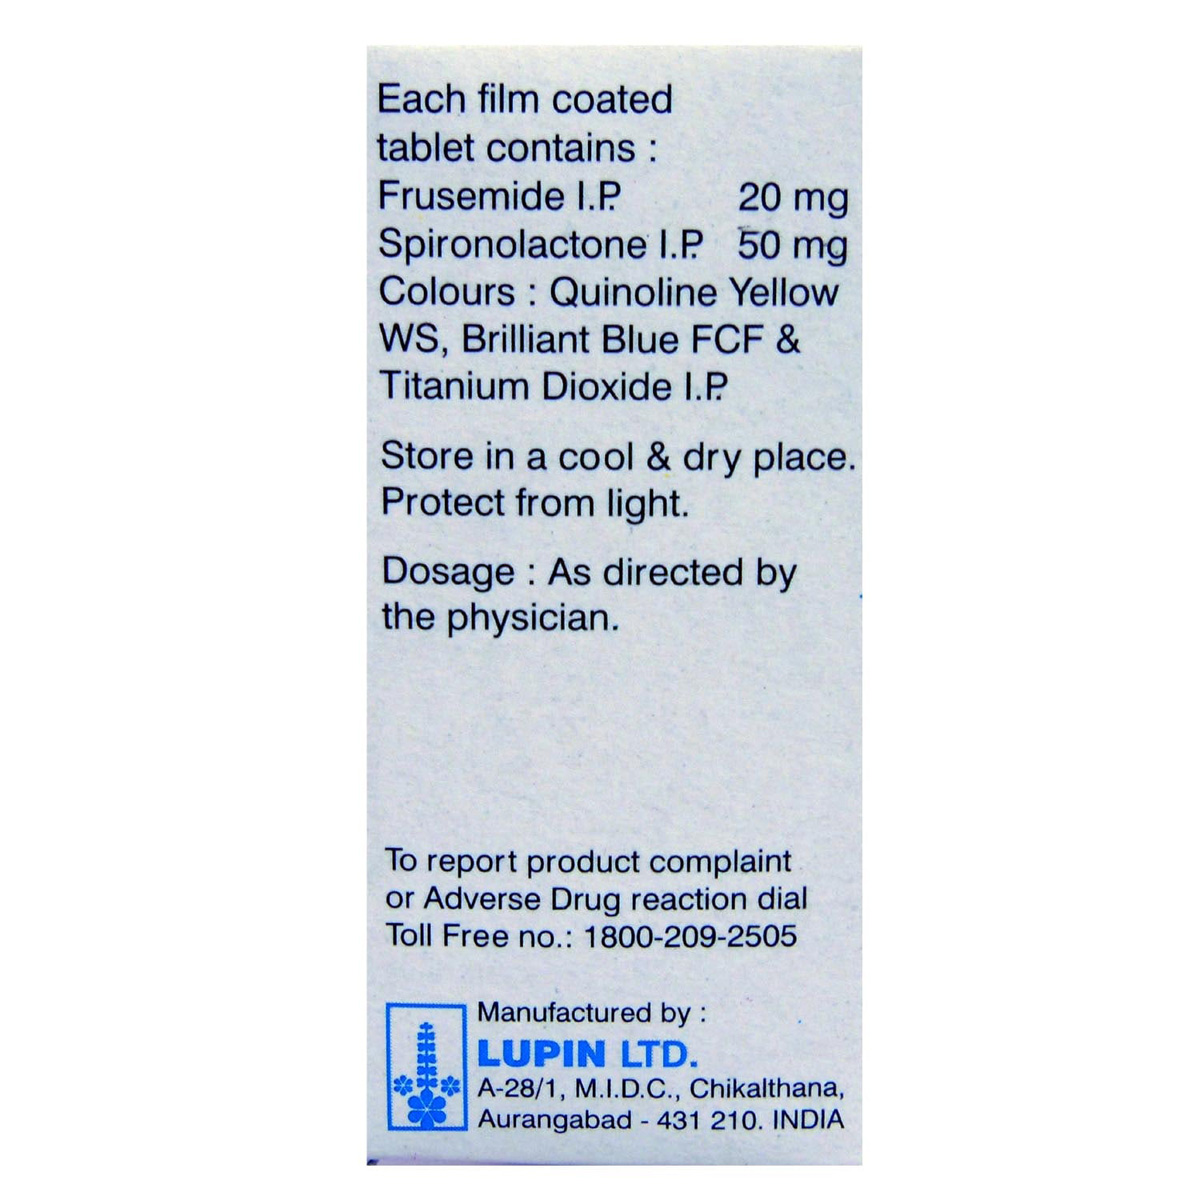 Each film coated
tablet contains :
Frusemide I.P. 20 mg
Spironolactone I.P. 50 mg
Colours : Quinoline Yellow
WS, Brilliant Blue FCF &
Titanium Dioxide I.P.
Store in a cool & dry place.
Protect from light.
Dosage : As directed by
the physician.
To report product complaint
or Adverse Drug reaction dial
Toll Free no.: 1800-209-2505
Manufactured by :
LUPIN LTD.
A-28/1, M.I.D.C., Chikalthana,
Aurangabad - 431 210. INDIA